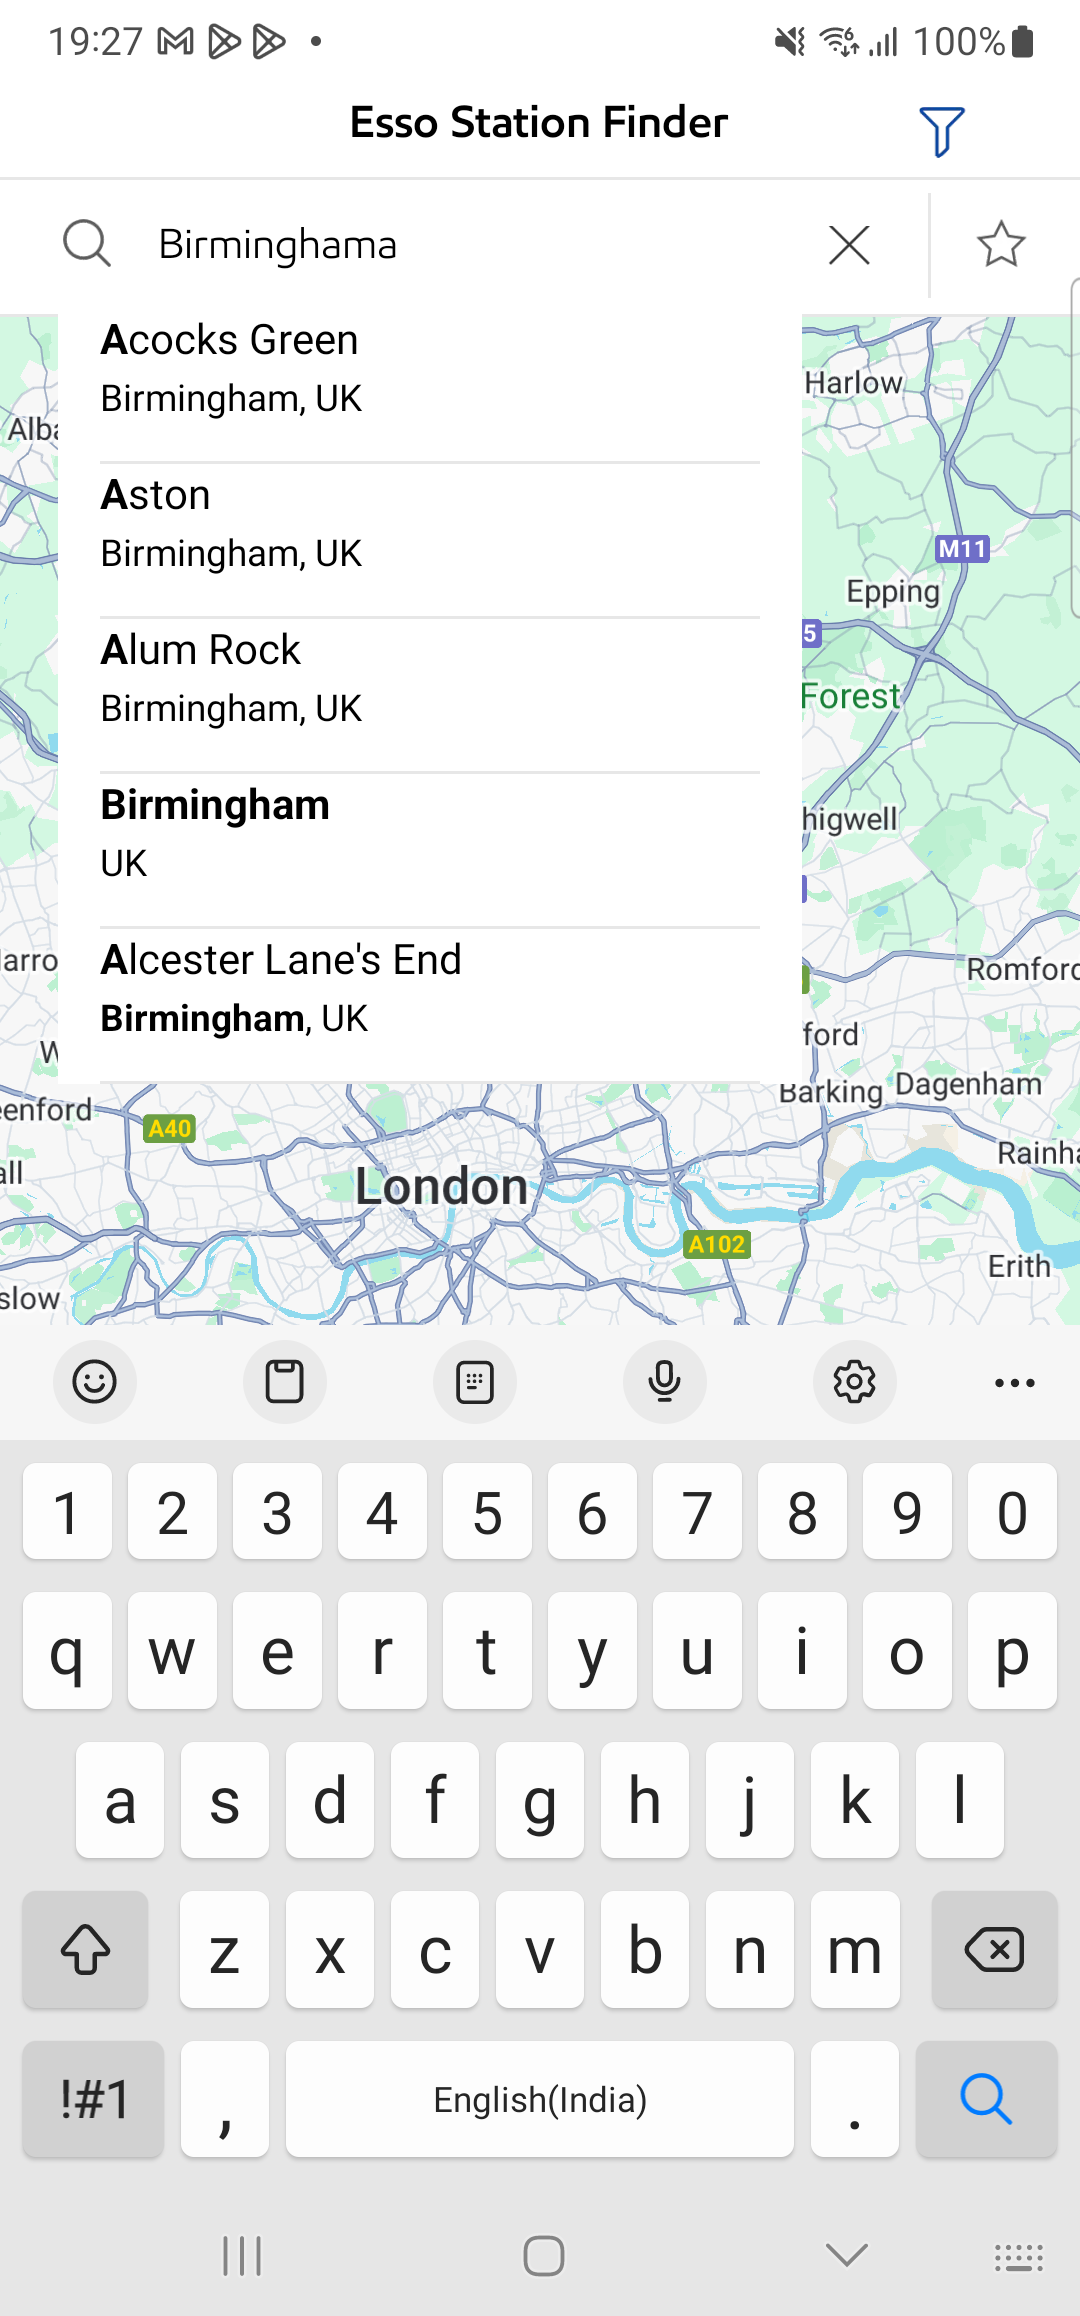 19:27
100%
Esso Station Finder
Birminghama
Acocks Green
Birmingham, UK
Aston
Birmingham, UK
Alum Rock
Birmingham, UK
Birmingham
UK
Alcester Lane's End
Birmingham, UK
Harlow
Alba
M11
Epping
5
Forest
higwell
arro
Romford
W
ford
Barking
Dagenham
eenford
A40
Rainha
all
London
A102
Erith
slow
1 2 3 4 5 6 7 8 9 0
q w e r t y u i o p
a s d f g h j k l
z x c v b n m
!#1 , English(India) .